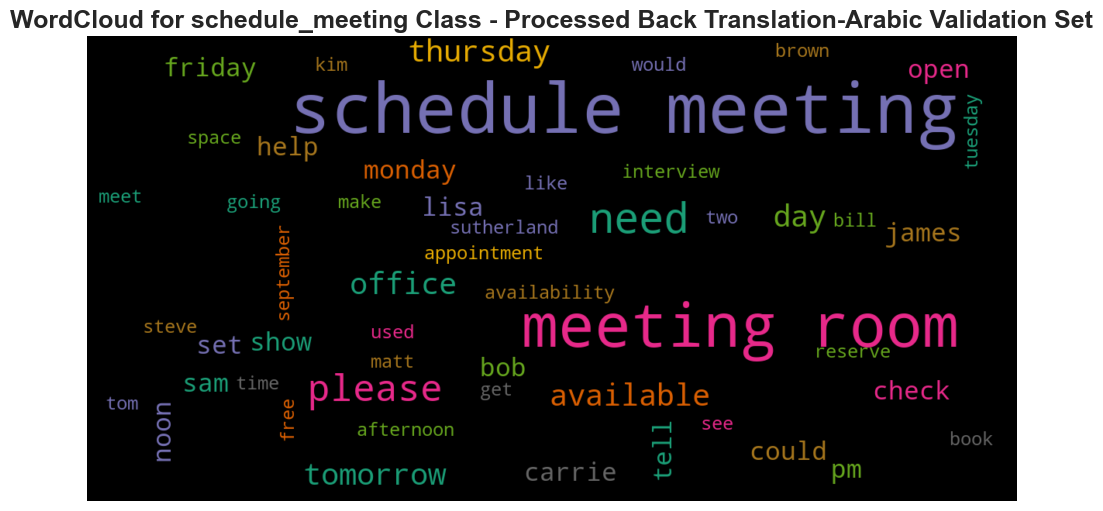 WordCloud for schedule_meeting Class - Processed Back Translation-Arabic Validation Set
thursday
brown
friday
kim
would
open
schedule meeting
tuesday
space
help
monday
interview
like
meet
going
make
lisa
need
two
day
bill
sutherland
james
september
appointment
office
availability
meeting room
steve
used
set
show
reserve
matt
bob
sam
time
please
get
available
check
tom
noon
free
afternoon
see
tell
book
could
tomorrow
carrie
pm